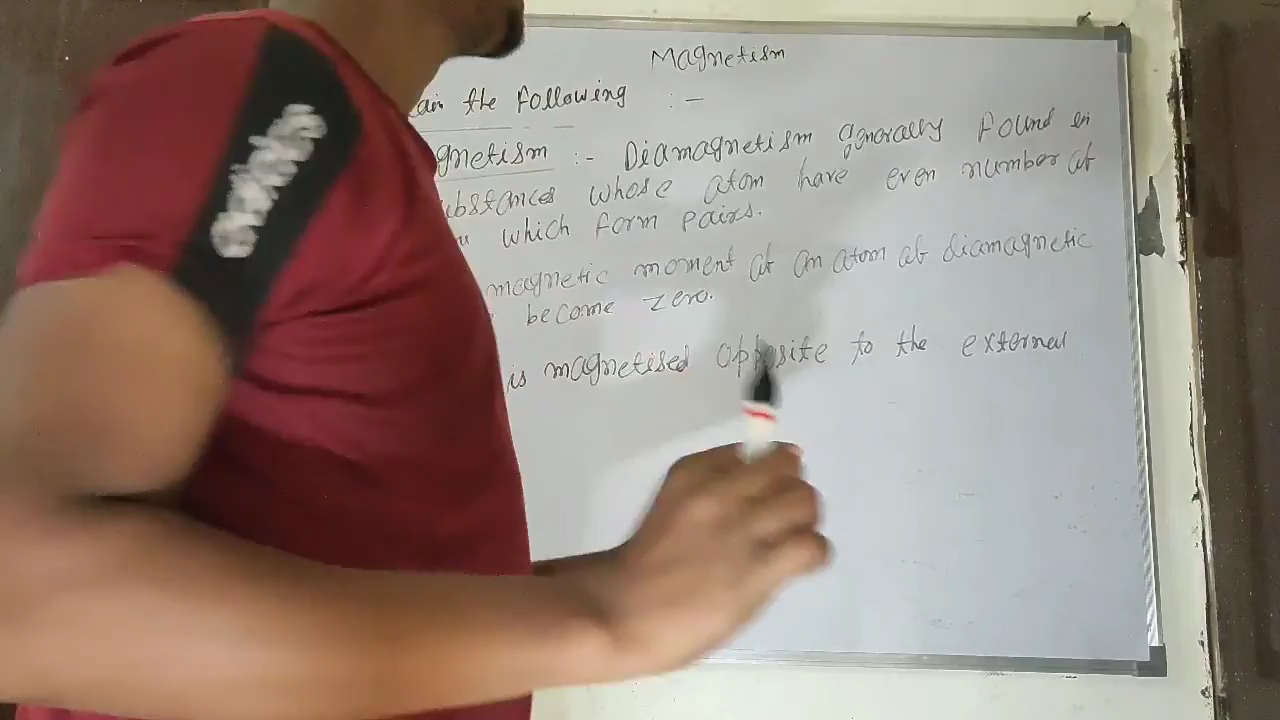 Magnetism
the Following :-
gnetism :- Diamagnetism generally Found in
ubstances whose atom have even number of
which form pairs.
magnetic moment of an atom of diamagnetic
become zero.
is magnetised opposite to the external